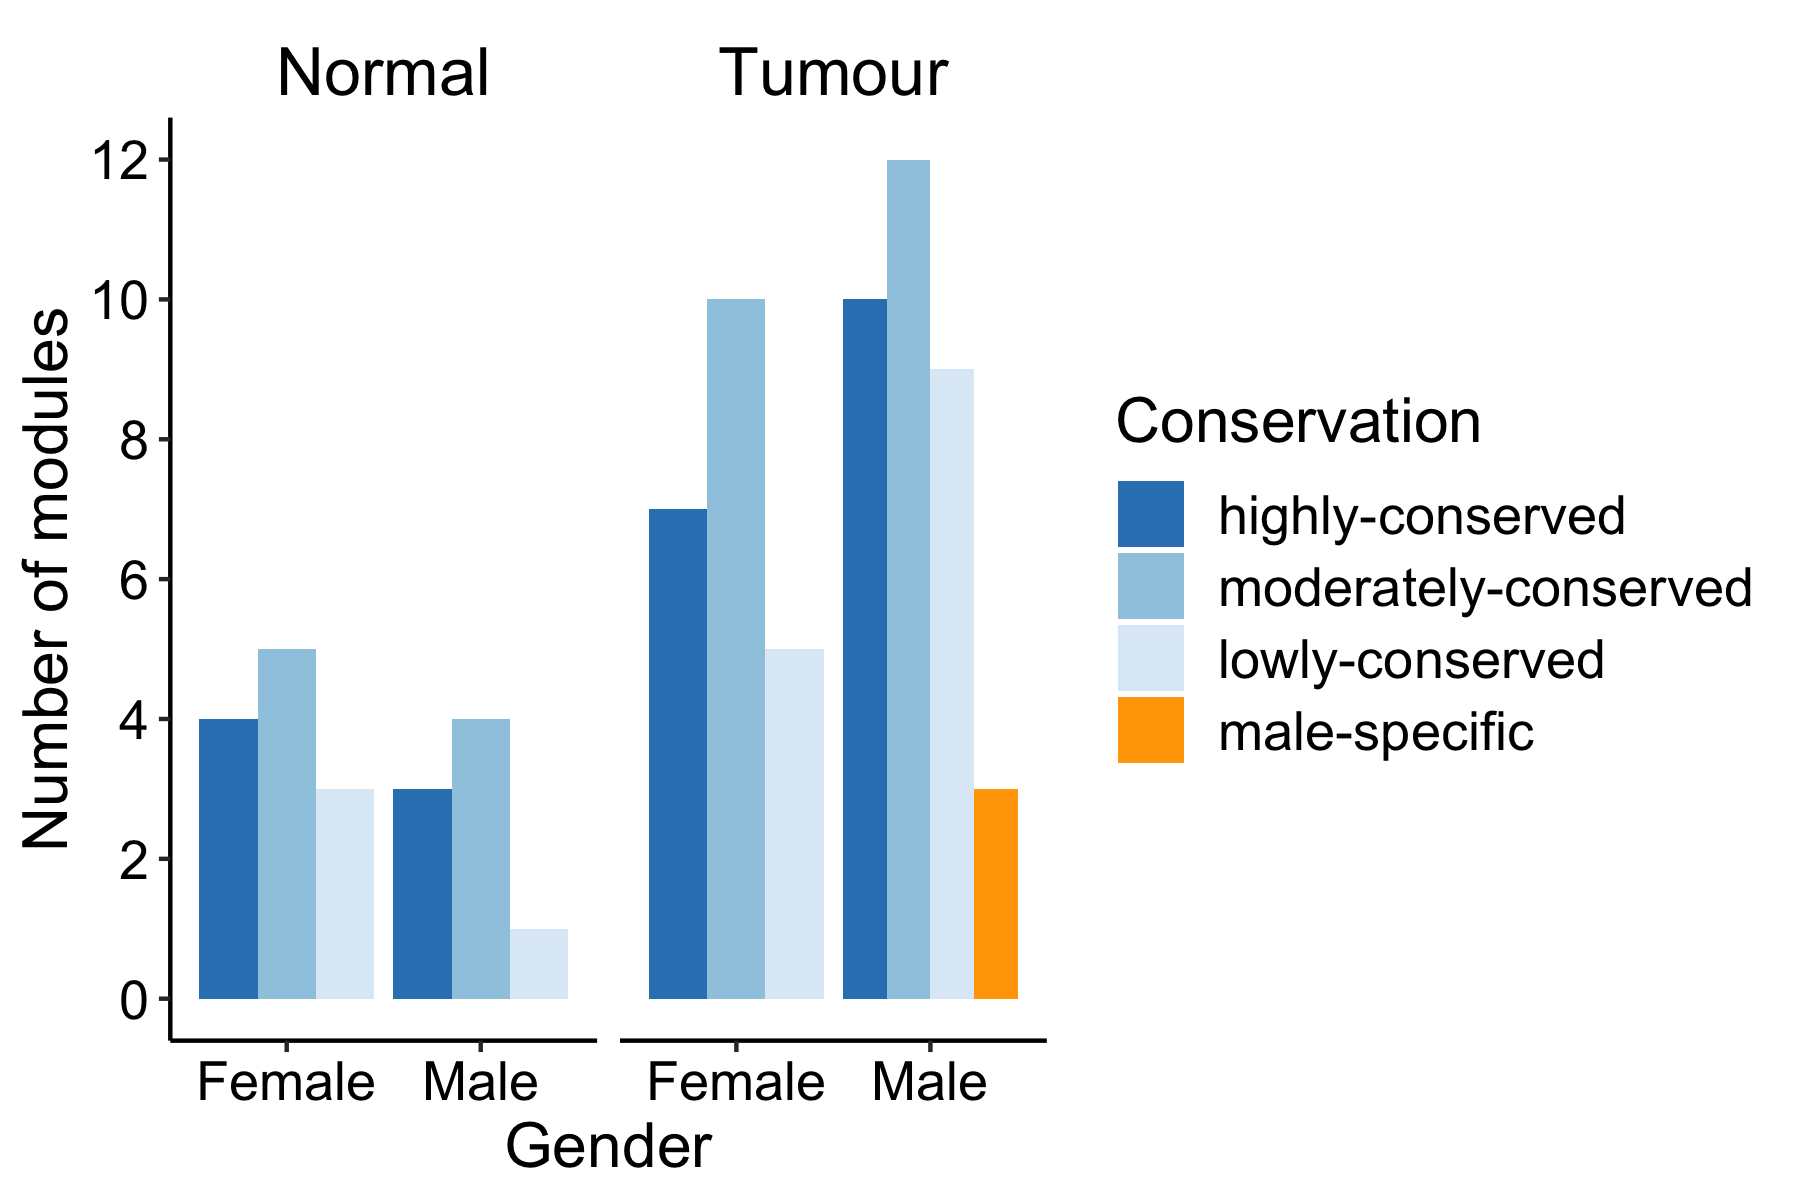 Normal
Tumour
Number of modules
12
10
8
6
4
2
0
Female Male Female Male
Gender
Conservation
highly-conserved
moderately-conserved
lowly-conserved
male-specific